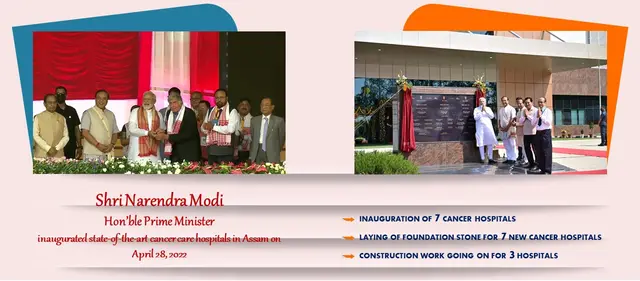 Shri Narendra Modi
Hon'ble Prime Minister
inaugurated state-of-the-art cancer care hospitals in Assam on
April 28, 2022
INAUGURATION OF 7 CANCER HOSPITALS
LAYING OF FOUNDATION STONE FOR 7 NEW CANCER HOSPITALS
CONSTRUCTION WORK GOING ON FOR 3 HOSPITALS